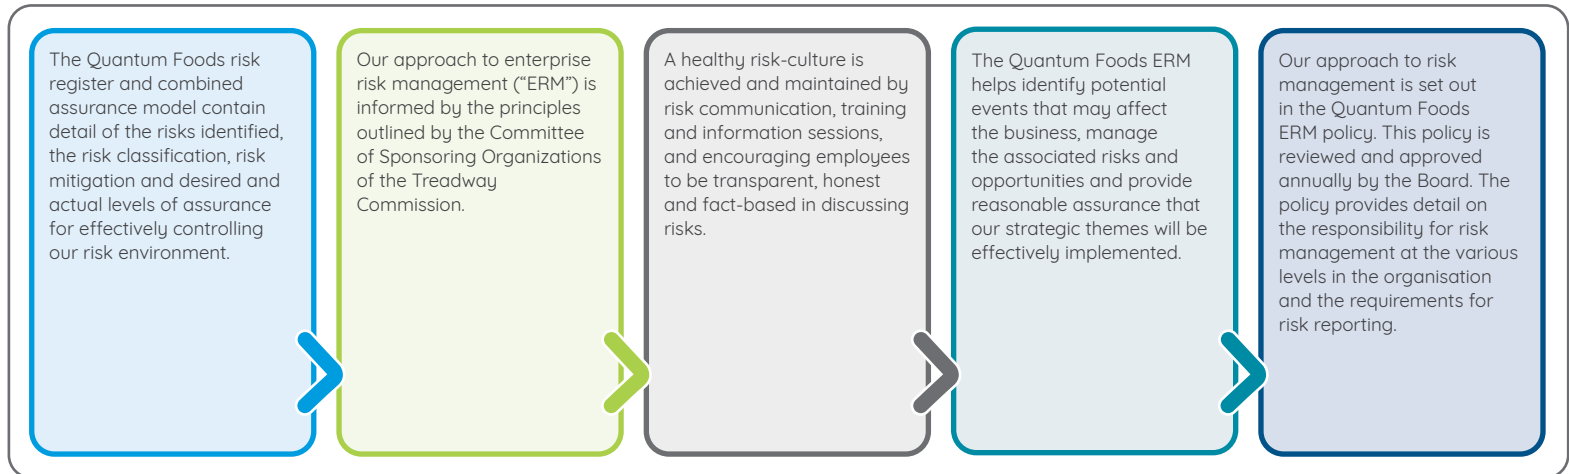 The Quantum Foods risk
register and combined
assurance model contain
detail of the risks identified,
the risk classification, risk
mitigation and desired and
actual levels of assurance
for effectively controlling
our risk environment.
Our approach to enterprise
risk management (“ERM”) is
informed by the principles
outlined by the Committee
of Sponsoring Organizations
of the Treadway
Commission.
A healthy risk-culture is
achieved and maintained by
risk communication, training
and information sessions,
and encouraging employees
to be transparent, honest
and fact-based in discussing
risks.
The Quantum Foods ERM
helps identify potential
events that may affect
the business, manage
the associated risks and
opportunities and provide
reasonable assurance that
our strategic themes will be
effectively implemented.
Our approach to risk
management is set out
in the Quantum Foods
ERM policy. This policy is
reviewed and approved
annually by the Board. The
policy provides detail on
the responsibility for risk
management at the various
levels in the organisation
and the requirements for
risk reporting.